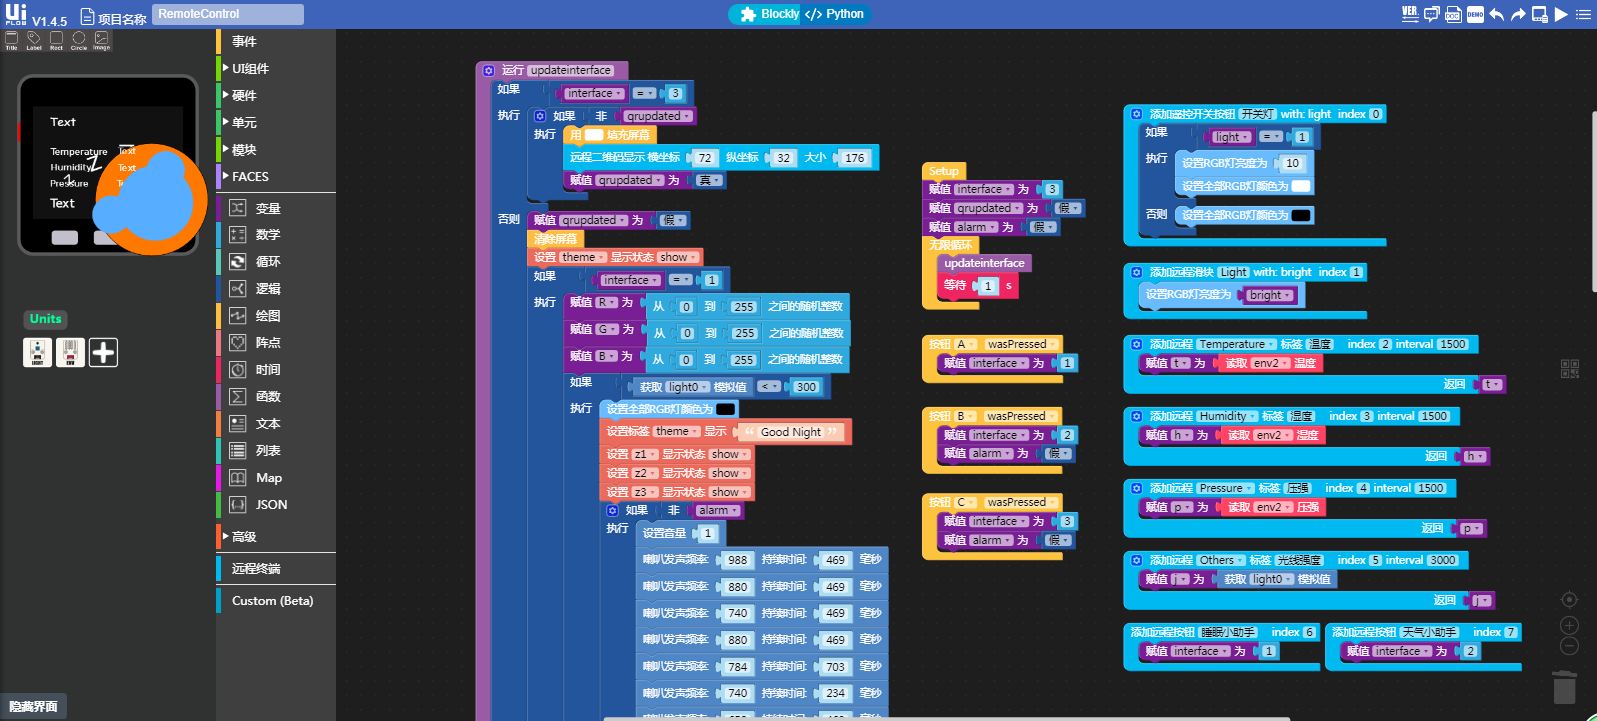 Ui
FLOW
V1.4.5
项目名称
RemoteControl
Blockly
</> Python
VER.
DOC
DEMO
Title
Label
Rect
Circle
Image
Text
Temperature Text
Humidity Text
Pressure
Text
Z
Z
Units
LIGHT
ENV
隐藏界面
事件
UI组件
硬件
单元
模块
FACES
变量
数学
循环
逻辑
绘图
阵点
时间
函数
文本
列表
Map
JSON
高级
远程终端
Custom (Beta)
运行 updateinterface
如果 interface = 3
执行 如果 非 qrupdated
执行 用 填充屏幕
远程二维码显示 横坐标 72 纵坐标 32 大小 176
赋值 qrupdated 为 真
否则 赋值 qrupdated 为 假
清除屏幕
设置 theme 显示状态 show
如果 interface = 1
执行 赋值 R 为 从 0 到 255 之间的随机整数
赋值 G 为 从 0 到 255 之间的随机整数
赋值 B 为 从 0 到 255 之间的随机整数
如果 获取 light0 模拟值 < 300
执行 设置全部RGB灯颜色为
设置标签 theme 显示 “ Good Night ”
设置 z1 显示状态 show
设置 z2 显示状态 show
设置 z3 显示状态 show
如果 非 alarm
执行 设置音量 1
喇叭发声频率: 988 持续时间: 469 毫秒
喇叭发声频率: 880 持续时间: 469 毫秒
喇叭发声频率: 740 持续时间: 469 毫秒
喇叭发声频率: 880 持续时间: 469 毫秒
喇叭发声频率: 784 持续时间: 703 毫秒
喇叭发声频率: 740 持续时间: 234 毫秒
Setup
赋值 interface 为 3
赋值 qrupdated 为 假
赋值 alarm 为 假
无限循环
updateinterface
等待 1 s
按钮 A wasPressed
赋值 interface 为 1
按钮 B wasPressed
赋值 interface 为 2
赋值 alarm 为 假
按钮 C wasPressed
赋值 interface 为 3
赋值 alarm 为 假
添加远控开关按钮 开关灯 with: light index 0
如果 light = 1
执行 设置RGB灯亮度为 10
设置全部RGB灯颜色为
否则 设置全部RGB灯颜色为
添加远程滑块 Light with: bright index 1
设置RGB灯亮度为 bright
添加远程 Temperature 标签 温度 index 2 interval 1500
赋值 t 为 读取 env2 温度
返回 t
添加远程 Humidity 标签 湿度 index 3 interval 1500
赋值 h 为 读取 env2 湿度
返回 h
添加远程 Pressure 标签 压强 index 4 interval 1500
赋值 p 为 读取 env2 压强
返回 p
添加远程 Others 标签 光线强度 index 5 interval 3000
赋值 j 为 获取 light0 模拟值
返回 j
添加远程按钮 睡眠小助手 index 6
赋值 interface 为 1
添加远程按钮 天气小助手 index 7
赋值 interface 为 2